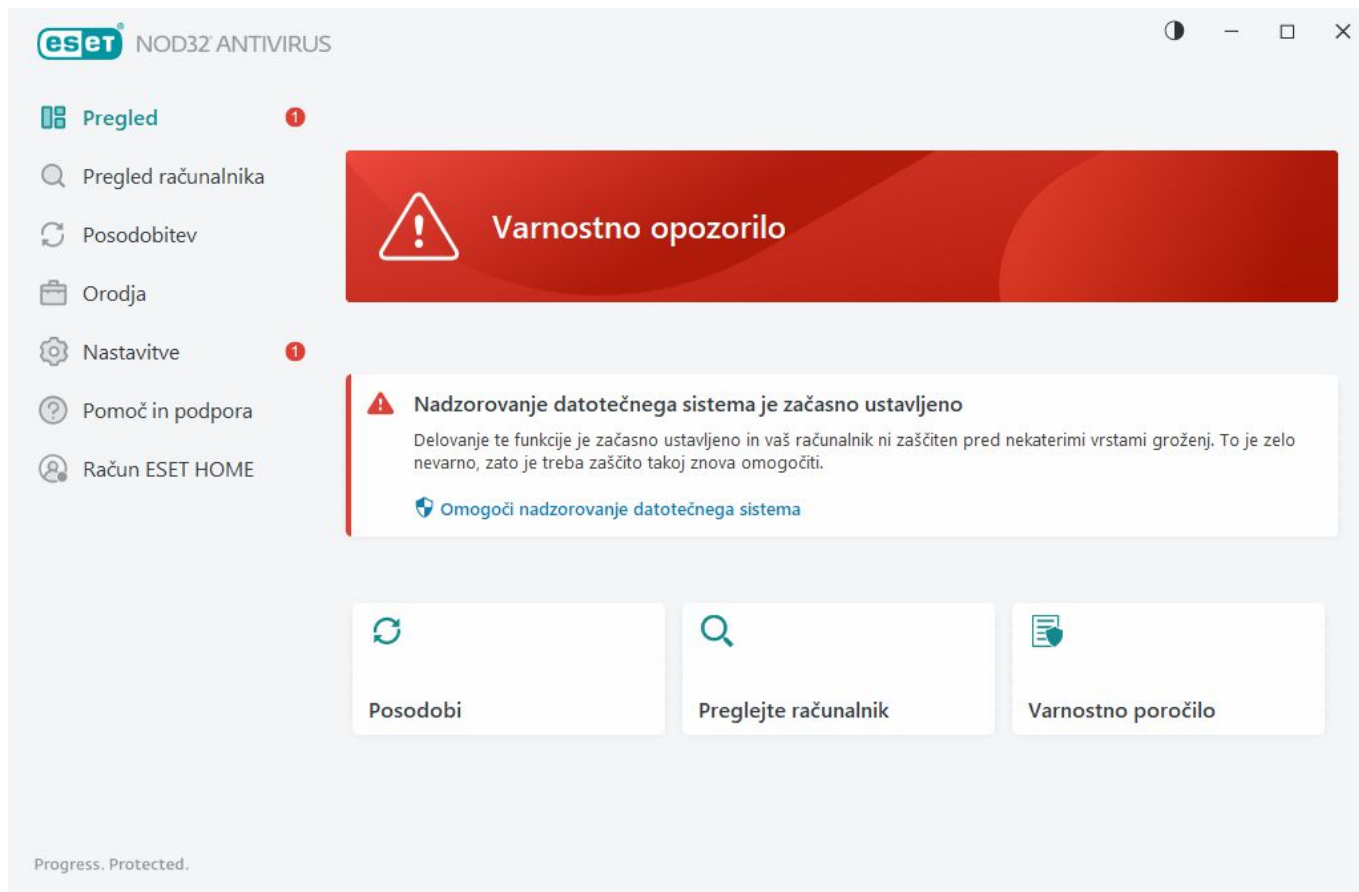 eset® NOD32® ANTIVIRUS
Pregled 1
Pregled računalnika
Posodobitev
Orodja
Nastavitve 1
Pomoč in podpora
Račun ESET HOME
Varnostno opozorilo
Nadzorovanje datotečnega sistema je začasno ustavljeno
Delovanje te funkcije je začasno ustavljeno in vaš računalnik ni zaščiten pred nekaterimi vrstami groženj. To je zelo
nevarno, zato je treba zaščito takoj znova omogočiti.
Omogoči nadzorovanje datotečnega sistema
Posodobi
Preglejte računalnik
Varnostno poročilo
Progress. Protected.